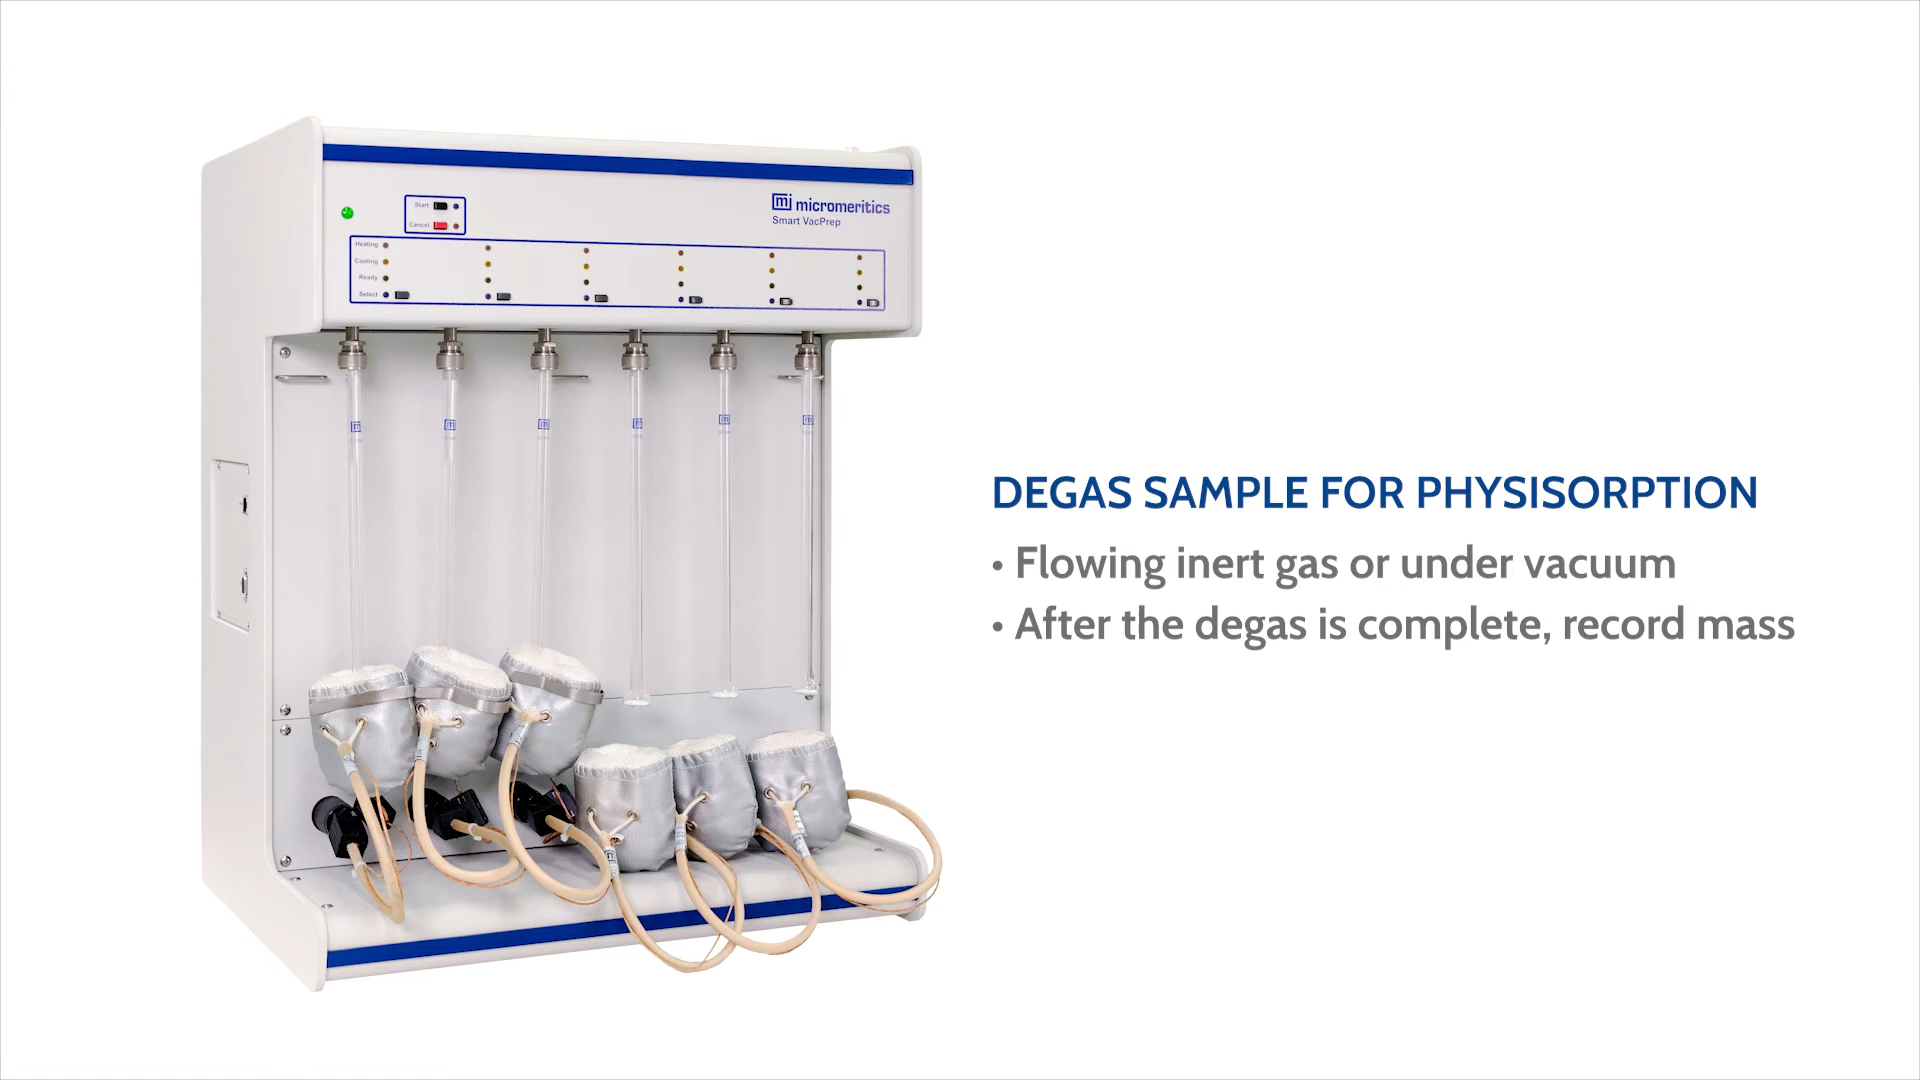 Start
Cancel
micromeritics
Smart VacPrep
Heating
Cooling
Ready
Select
DEGAS SAMPLE FOR PHYSISORPTION
• Flowing inert gas or under vacuum
• After the degas is complete, record mass